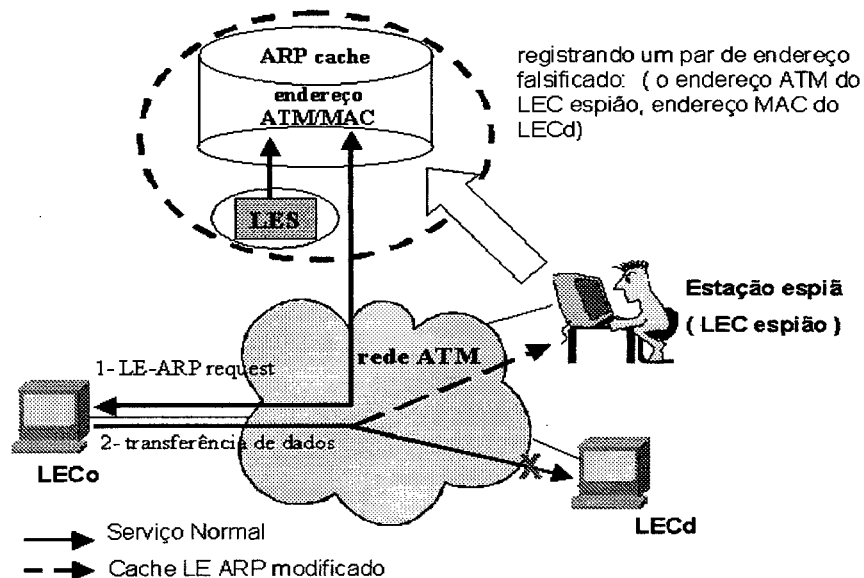 ARP cache
endereço
ATM/MAC
registrando um par de endereço
falsificado: ( o endereço ATM do
LEC espião, endereço MAC do
LECd)
LES
Estação espiã
( LEC espião )
rede ATM
1- LE-ARP request
2- transferência de dados
LECo
LECd
Serviço Normal
Cache LE ARP modificado